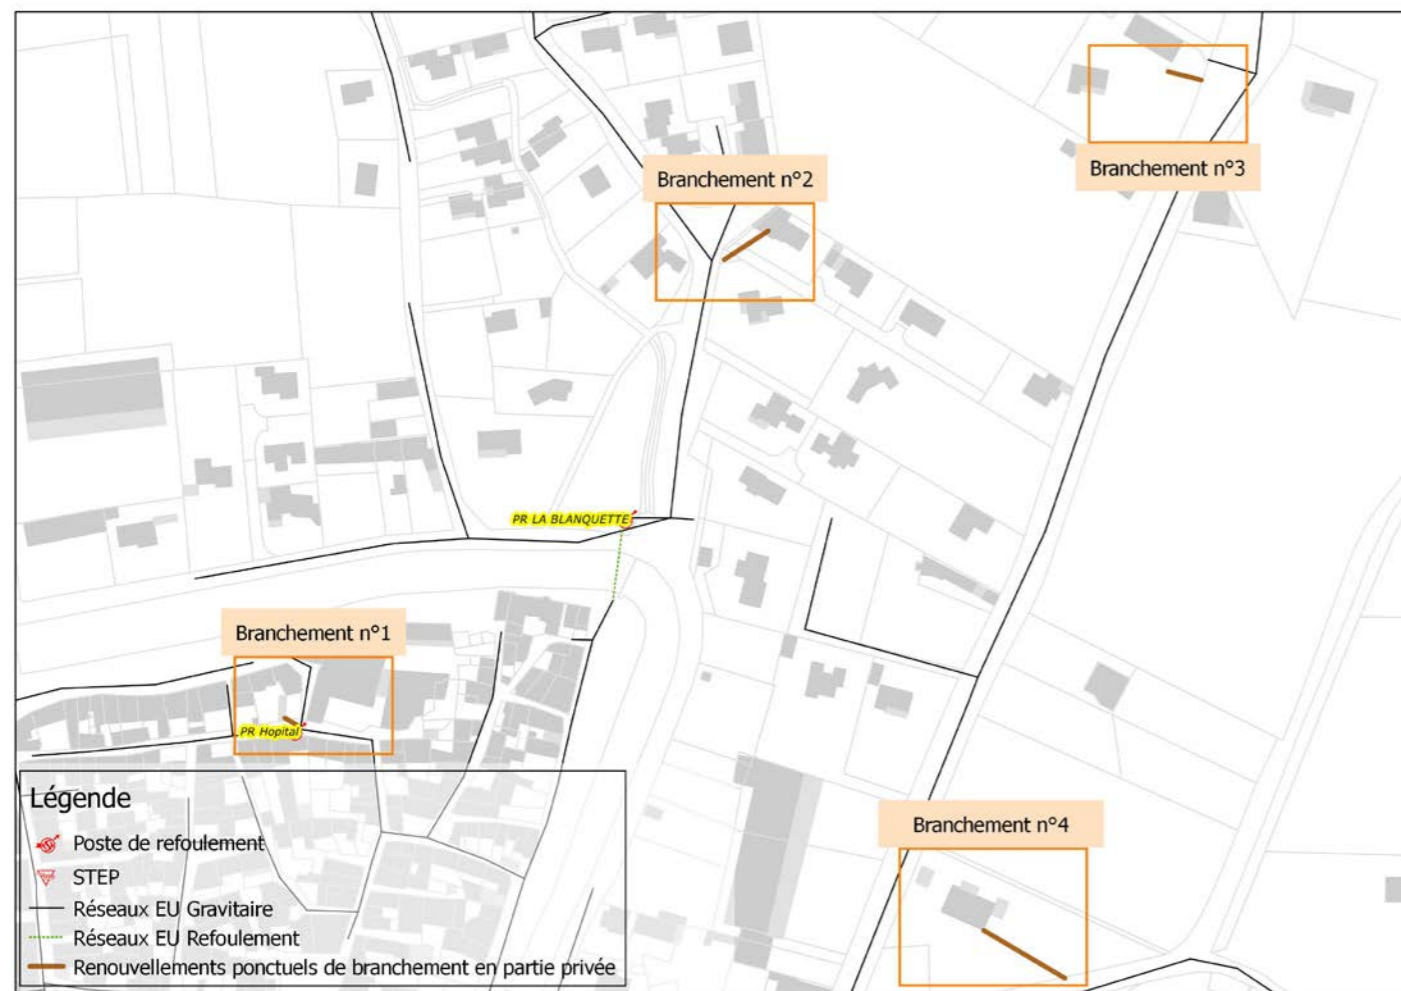 Branchement n°3
Branchement n°2
PR LA BLANQUETTE
Branchement n°1
PR Hopital
Branchement n°4
Légende
Poste de refoulement
STEP
Réseaux EU Gravitaire
Réseaux EU Refoulement
Renouvellements ponctuels de branchement en partie privée